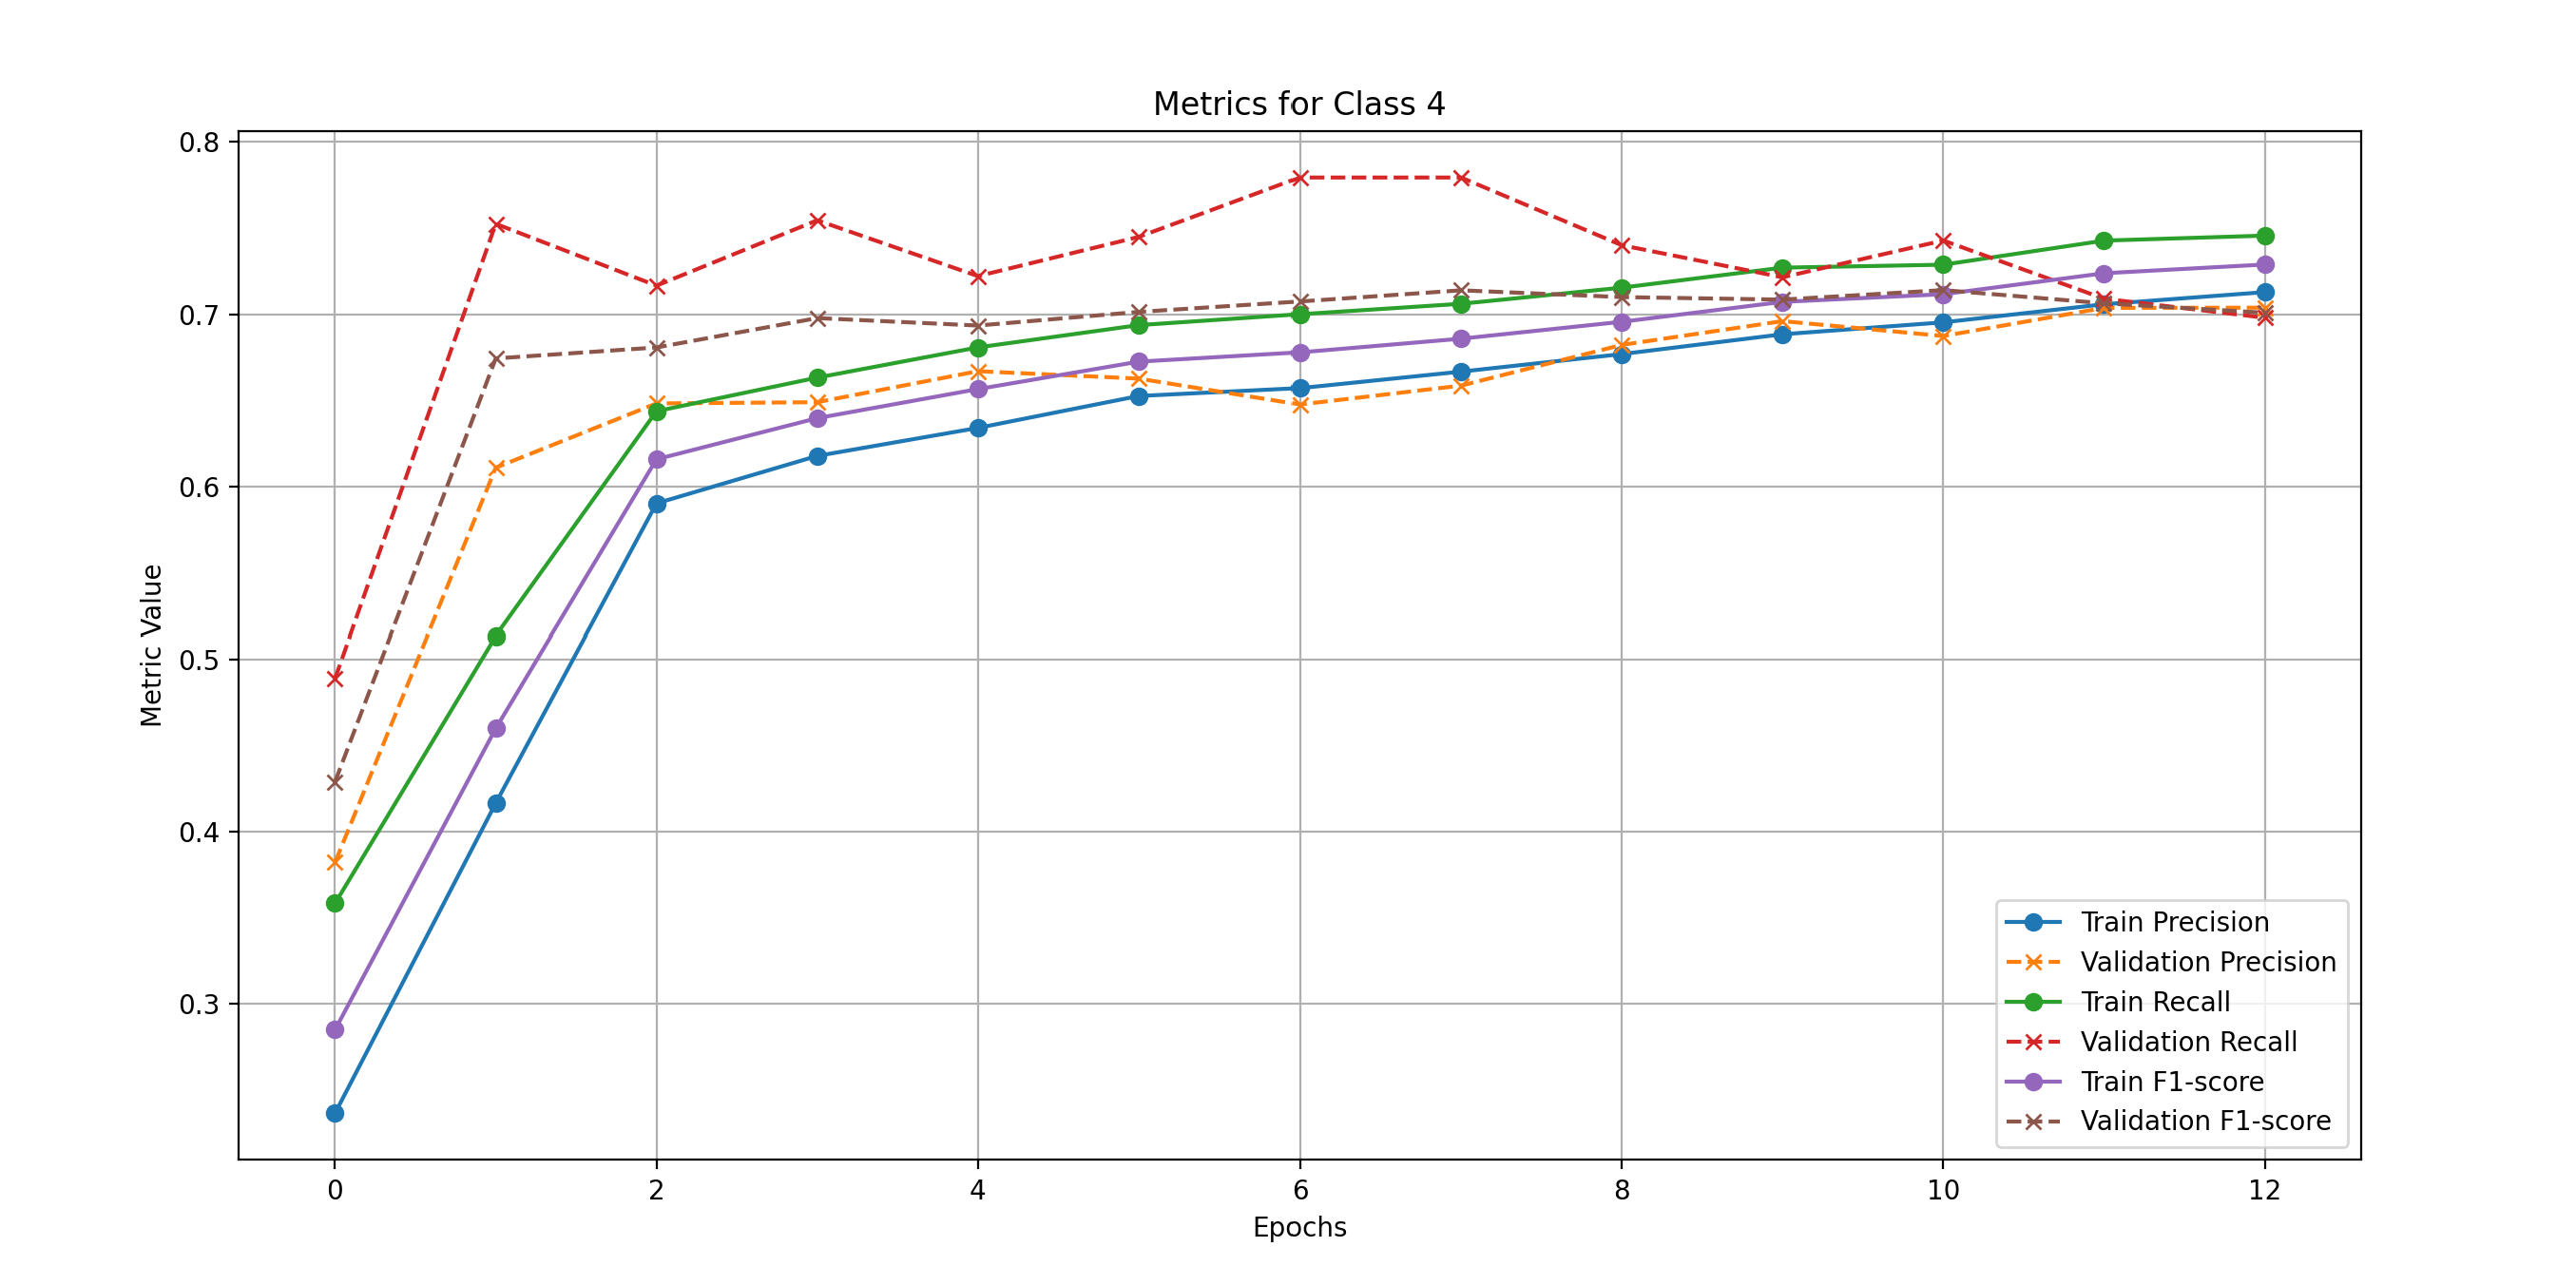 Metrics for Class 4
0.8
0.7
0.6
0.5
0.4
0.3
Metric Value
0 2 4 6 8 10 12
Epochs
Train Precision
Validation Precision
Train Recall
Validation Recall
Train F1-score
Validation F1-score